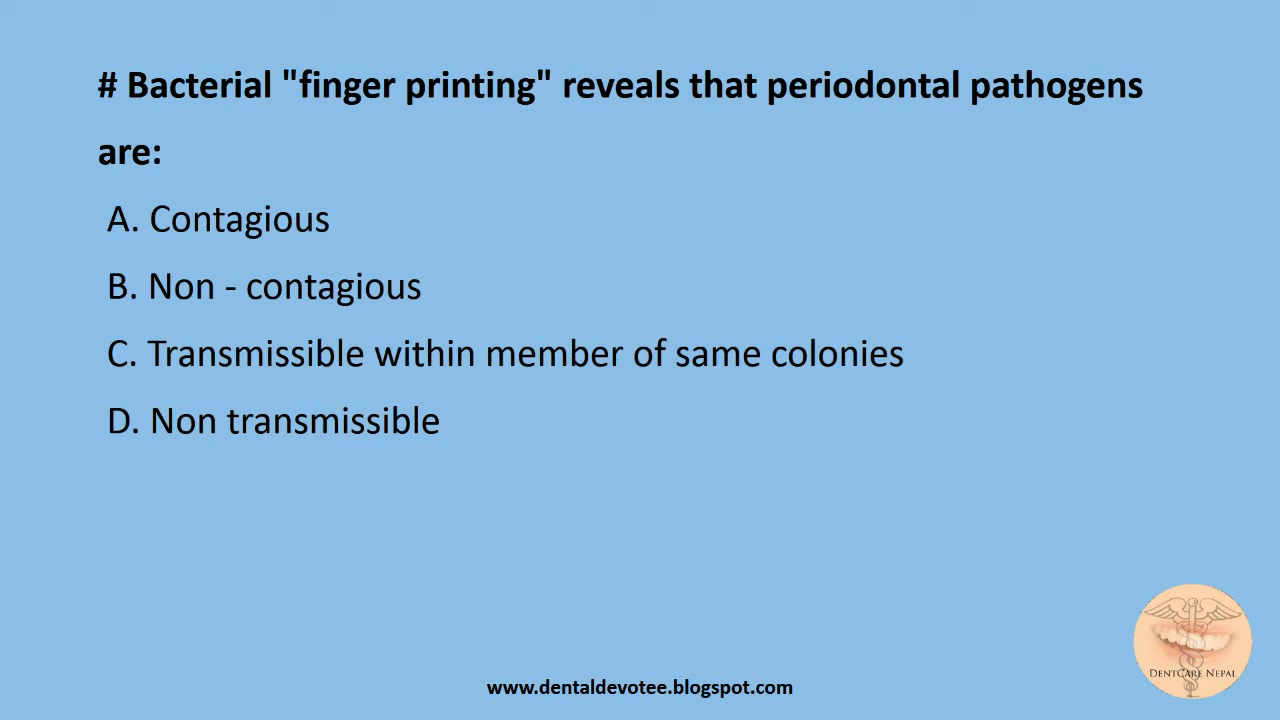 # Bacterial "finger printing" reveals that periodontal pathogens
are:
A. Contagious
B. Non - contagious
C. Transmissible within member of same colonies
D. Non transmissible
DentCare Nepal
www.dentaldevotee.blogspot.com